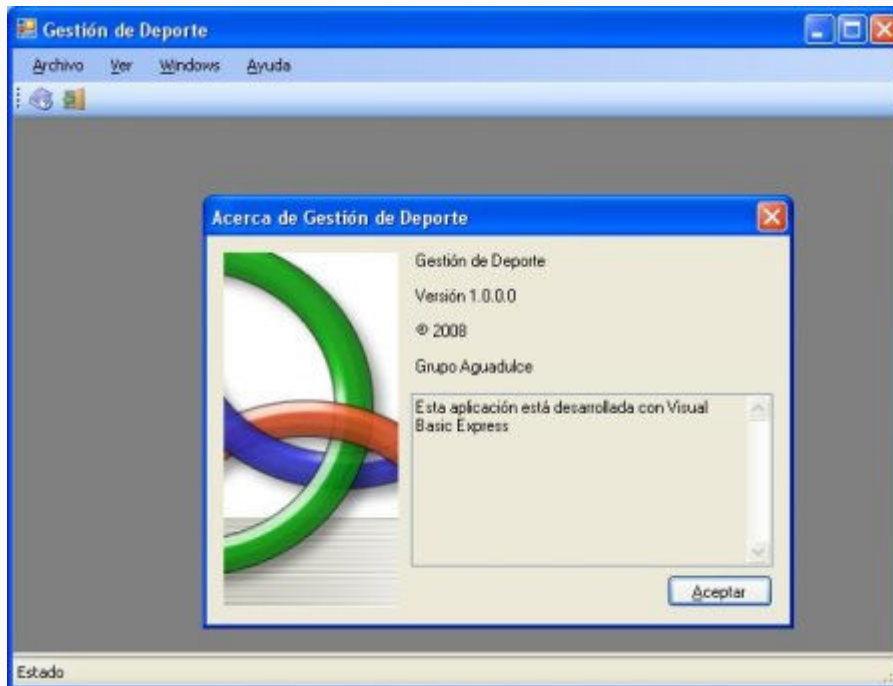 Gestión de Deporte
Archivo Ver Windows Ayuda
Acerca de Gestión de Deporte
Gestión de Deporte
Versión 1.0.0.0
© 2008
Grupo Aguadulce
Esta aplicación está desarrollada con Visual
Basic Express
Aceptar
Estado